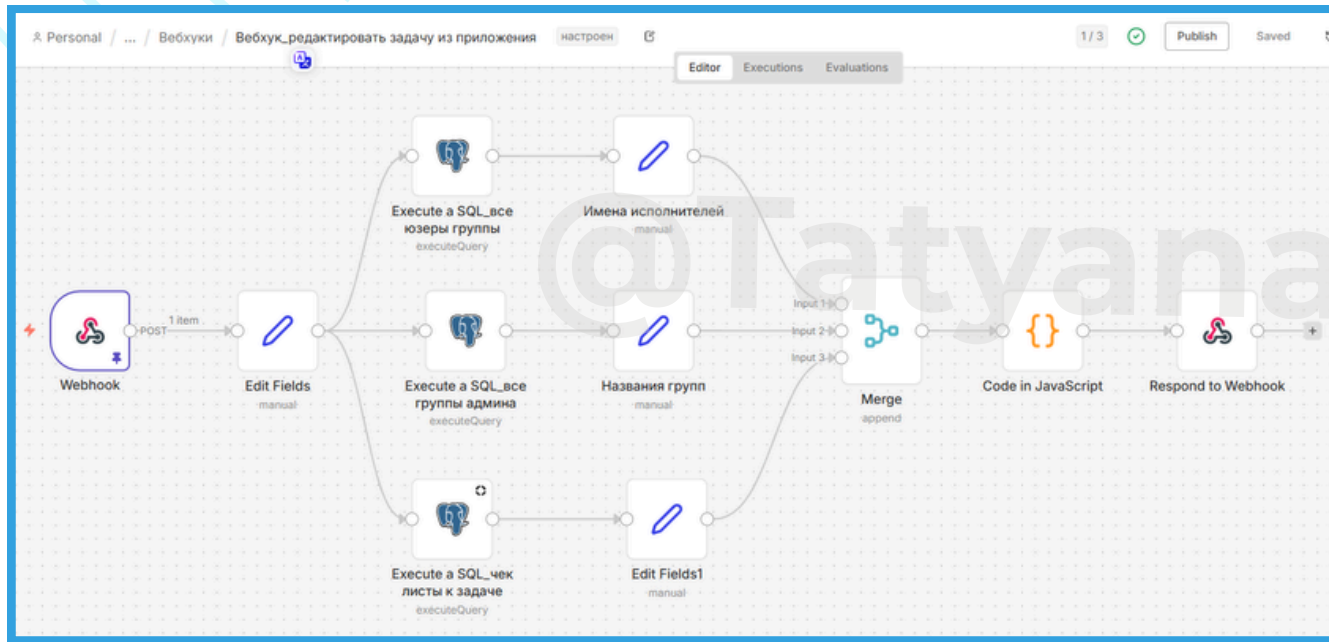 Personal / ... / Вебхуки / Вебхук_редактировать задачу из приложения настроен
1 / 3 Publish Saved
Editor Executions Evaluations
Execute a SQL_все
юзеры группы
executeQuery
Имена исполнителей
manual
@Tatyana
POST
1 item
Webhook
Edit Fields
manual
Execute a SQL_все
группы админа
executeQuery
Названия групп
manual
Input 1
Input 2
Input 3
Merge
append
Code in JavaScript
Respond to Webhook
Execute a SQL_чек
листы к задаче
executeQuery
Edit Fields1
manual